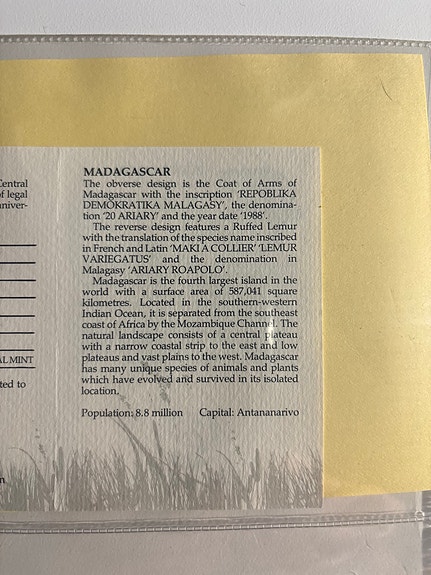 Central
of legal
niver-
AL MINT
ted to
n
MADAGASCAR
The obverse design is the Coat of Arms of
Madagascar with the inscription 'REPOBLIKA
DEMOKRATIKA MALAGASY', the denomina-
tion '20 ARIARY' and the year date '1988'.
The reverse design features a Ruffed Lemur
with the translation of the species name inscribed
in French and Latin 'MAKI A COLLIER' 'LEMUR
VARIEGATUS' and the denomination in
Malagasy 'ARIARY ROAPOLO'.
Madagascar is the fourth largest island in the
world with a surface area of 587,041 square
kilometres. Located in the southern-western
Indian Ocean, it is separated from the southeast
coast of Africa by the Mozambique Channel. The
natural landscape consists of a central plateau
with a narrow coastal strip to the east and low
plateaus and vast plains to the west. Madagascar
has many unique species of animals and plants
which have evolved and survived in its isolated
location.
Population: 8.8 million Capital: Antananarivo